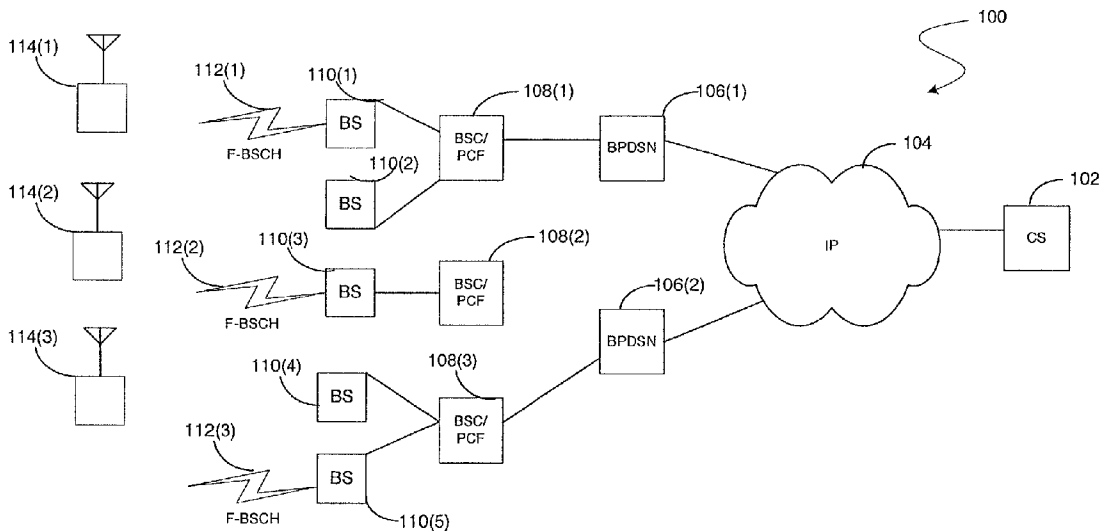 100
114(1)
112(1)
110(1)
108(1)
106(1)
BS
BSC/
PCF
BPDSN
F-BSCH
110(2)
BS
104
102
IP
CS
114(2)
112(2)
110(3)
108(2)
BS
BSC/
PCF
F-BSCH
106(2)
BPDSN
114(3)
110(4)
108(3)
BS
BSC/
PCF
112(3)
BS
F-BSCH
110(5)